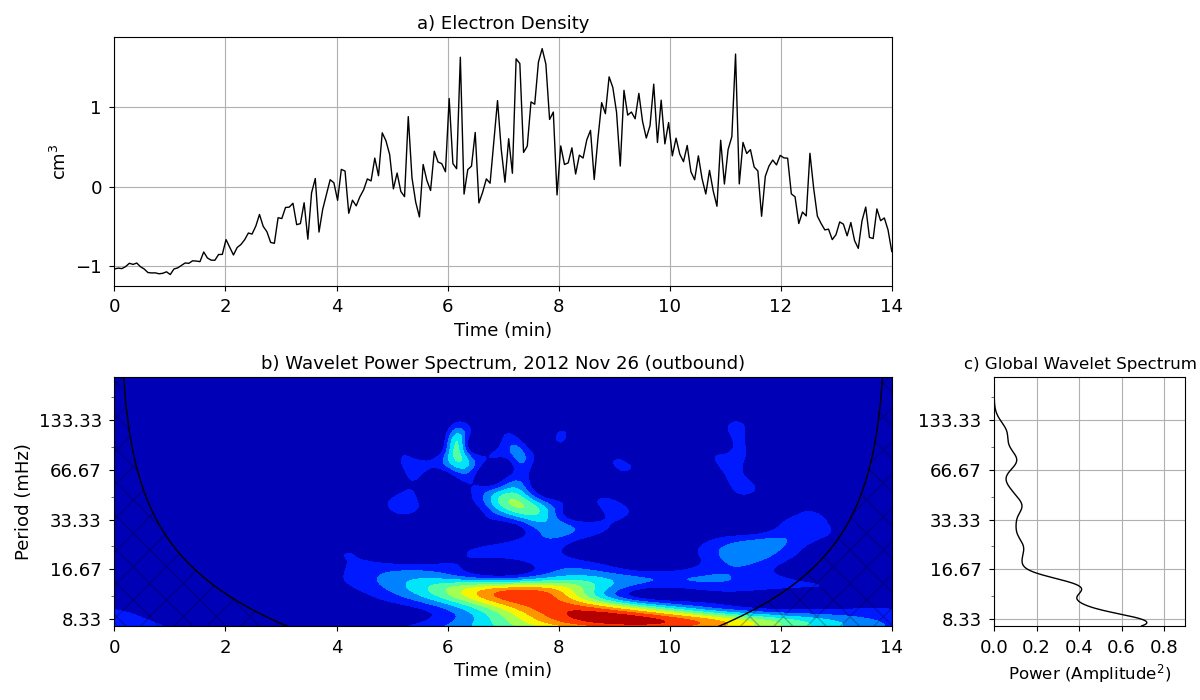 a) Electron Density
cm³
1
0
−1
0 2 4 6 8 10 12 14
Time (min)
b) Wavelet Power Spectrum, 2012 Nov 26 (outbound)
Period (mHz)
133.33
66.67
33.33
16.67
8.33
0 2 4 6 8 10 12 14
Time (min)
c) Global Wavelet Spectrum
133.33
66.67
33.33
16.67
8.33
0.0 0.2 0.4 0.6 0.8
Power (Amplitude²)